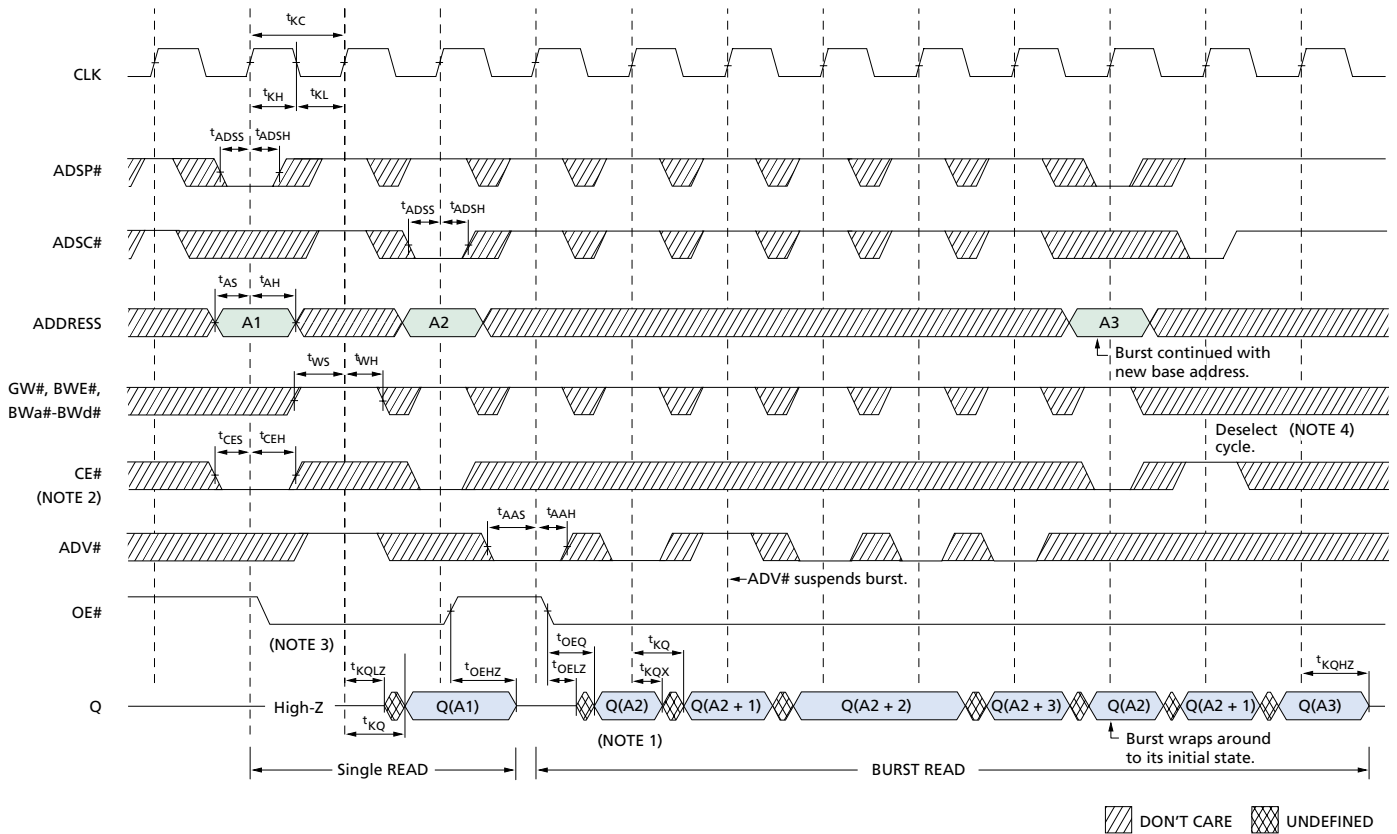 tKC
CLK
tKH tKL
tADSS tADSH
ADSP#
tADSS tADSH
ADSC#
tAS tAH
ADDRESS A1 A2 A3
Burst continued with
new base address.
tWS tWH
GW#, BWE#,
BWa#-BWd#
Deselect (NOTE 4)
cycle.
tCES tCEH
CE#
(NOTE 2)
tAAS tAAH
ADV#
ADV# suspends burst.
OE#
(NOTE 3)
tKQLZ tOEHZ tOEQ tOELZ tKQ tKQX tKQHZ
Q High-Z Q(A1) Q(A2) Q(A2 + 1) Q(A2 + 2) Q(A2 + 3) Q(A2) Q(A2 + 1) Q(A3)
tKQ
(NOTE 1)
Burst wraps around
to its initial state.
Single READ BURST READ
DON'T CARE UNDEFINED